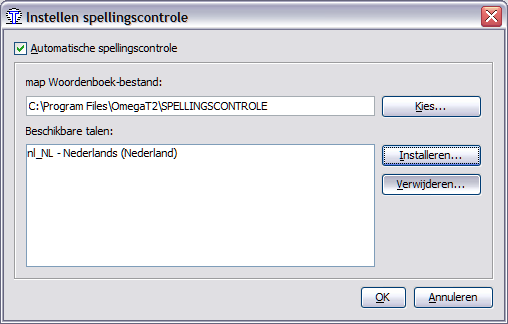 Instellen spellingscontrole
Automatische spellingscontrole
map Woordenboek-bestand:
C:\Program Files\OmegaT2\SPELLINGSCONTROLE
Kies...
Beschikbare talen:
nl_NL - Nederlands (Nederland)
Installeren...
Verwijderen...
OK
Annuleren